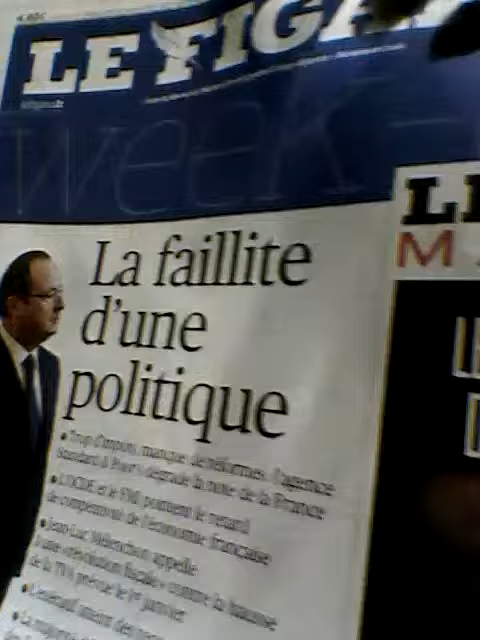 LE FIGA
week-
La faillite
d'une
politique
• Trop d'impôts, manque de réformes, l'agence
Standard & Poor's dégrade la note de la France
• L'OCDE et le FMI pointent le retard
de compétitivité de l'économie française
• Jean-Luc Mélenchon appelle
à une «révolution fiscale» contre la hausse
de la TVA prévue le 1er janvier
LE
M